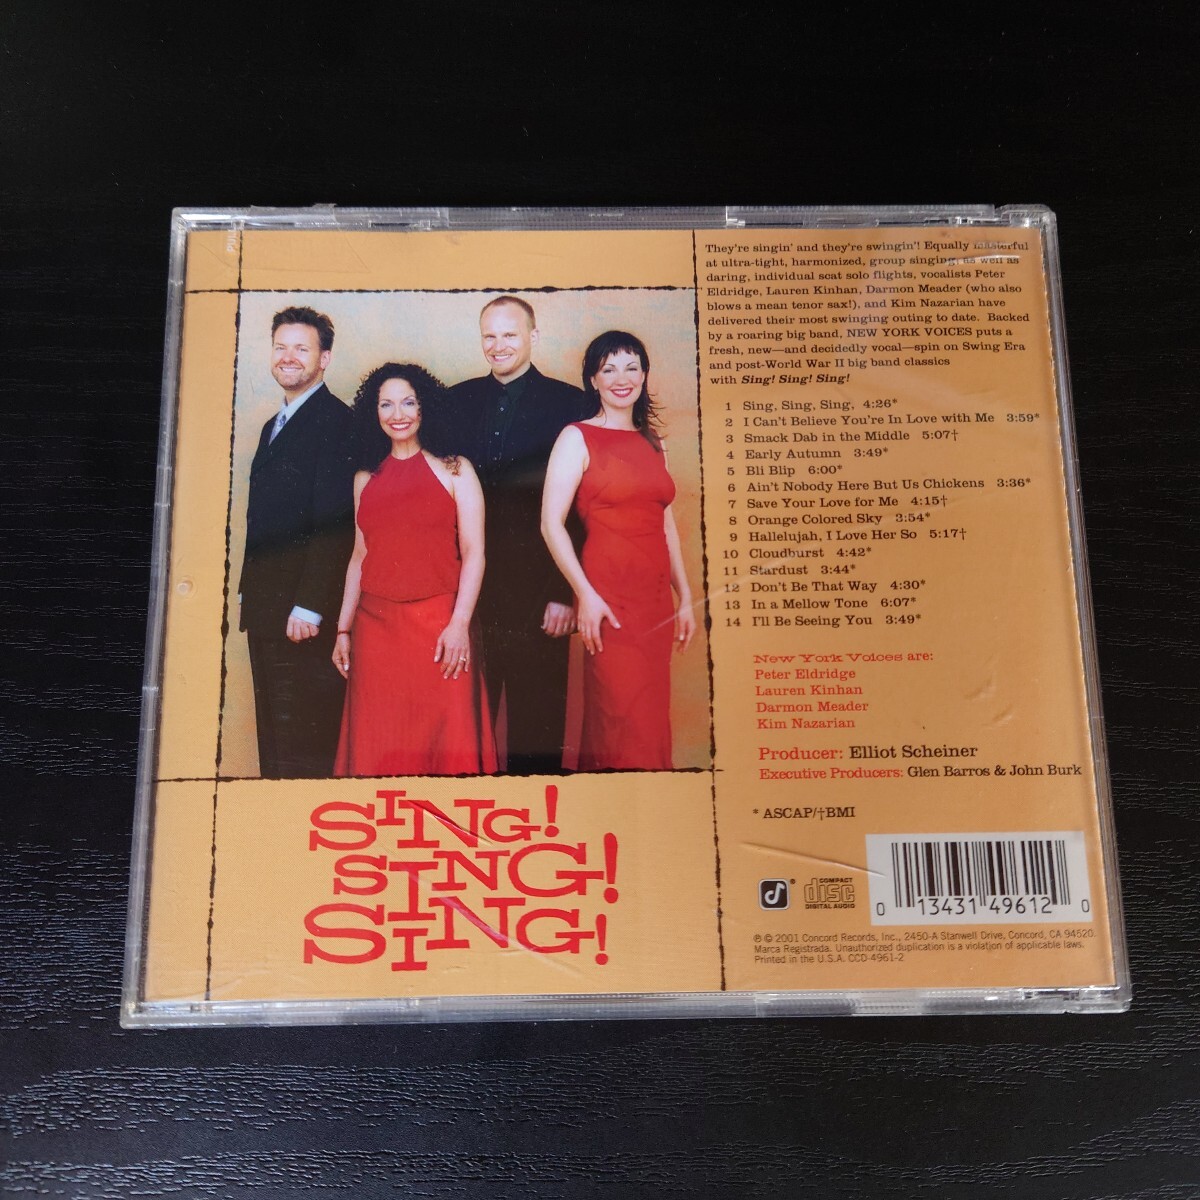 They're singin' and they're swingin'! Equally masterful
at ultra-tight, harmonized, group singing, as well as
daring, individual scat solo flights, vocalists Peter
Eldridge, Lauren Kinhan, Darmon Meader (who also
blows a mean tenor sax!), and Kim Nazarian have
delivered their most swinging outing to date. Backed
by a roaring big band, NEW YORK VOICES puts a
fresh, new—and decidedly vocal—spin on Swing Era
and post-World War II big band classics
with Sing! Sing! Sing!
1 Sing, Sing, Sing, 4:26*
2 I Can't Believe You're In Love with Me 3:59*
3 Smack Dab in the Middle 5:07†
4 Early Autumn 3:49*
5 Bli Blip 6:00*
6 Ain't Nobody Here But Us Chickens 3:36*
7 Save Your Love for Me 4:15†
8 Orange Colored Sky 3:54*
9 Hallelujah, I Love Her So 5:17†
10 Cloudburst 4:42*
11 Stardust 3:44*
12 Don't Be That Way 4:30*
13 In a Mellow Tone 6:07*
14 I'll Be Seeing You 3:49*
New York Voices are:
Peter Eldridge
Lauren Kinhan
Darmon Meader
Kim Nazarian
Producer: Elliot Scheiner
Executive Producers: Glen Barros & John Burk
* ASCAP/†BMI
SING!
SING!
SING!
COMPACT
disc
DIGITAL AUDIO
0 13431 49612 0
℗ © 2001 Concord Records, Inc., 2450-A Stanwell Drive, Concord, CA 94520.
Marca Registrada. Unauthorized duplication is a violation of applicable laws.
Printed in the U.S.A. CCD-4961-2